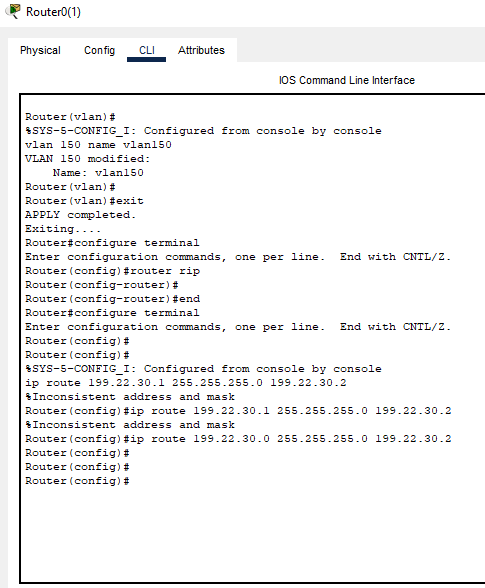 Router0(1)
Physical Config CLI Attributes
IOS Command Line Interface
Router(vlan)#
%SYS-5-CONFIG_I: Configured from console by console
vlan 150 name vlan150
VLAN 150 modified:
    Name: vlan150
Router(vlan)#
Router(vlan)#exit
APPLY completed.
Exiting....
Router#configure terminal
Enter configuration commands, one per line.  End with CNTL/Z.
Router(config)#router rip
Router(config-router)#
Router(config-router)#end
Router#configure terminal
Enter configuration commands, one per line.  End with CNTL/Z.
Router(config)#
Router(config)#
%SYS-5-CONFIG_I: Configured from console by console
ip route 199.22.30.1 255.255.255.0 199.22.30.2
%Inconsistent address and mask
Router(config)#ip route 199.22.30.1 255.255.255.0 199.22.30.2
%Inconsistent address and mask
Router(config)#ip route 199.22.30.0 255.255.255.0 199.22.30.2
Router(config)#
Router(config)#
Router(config)#